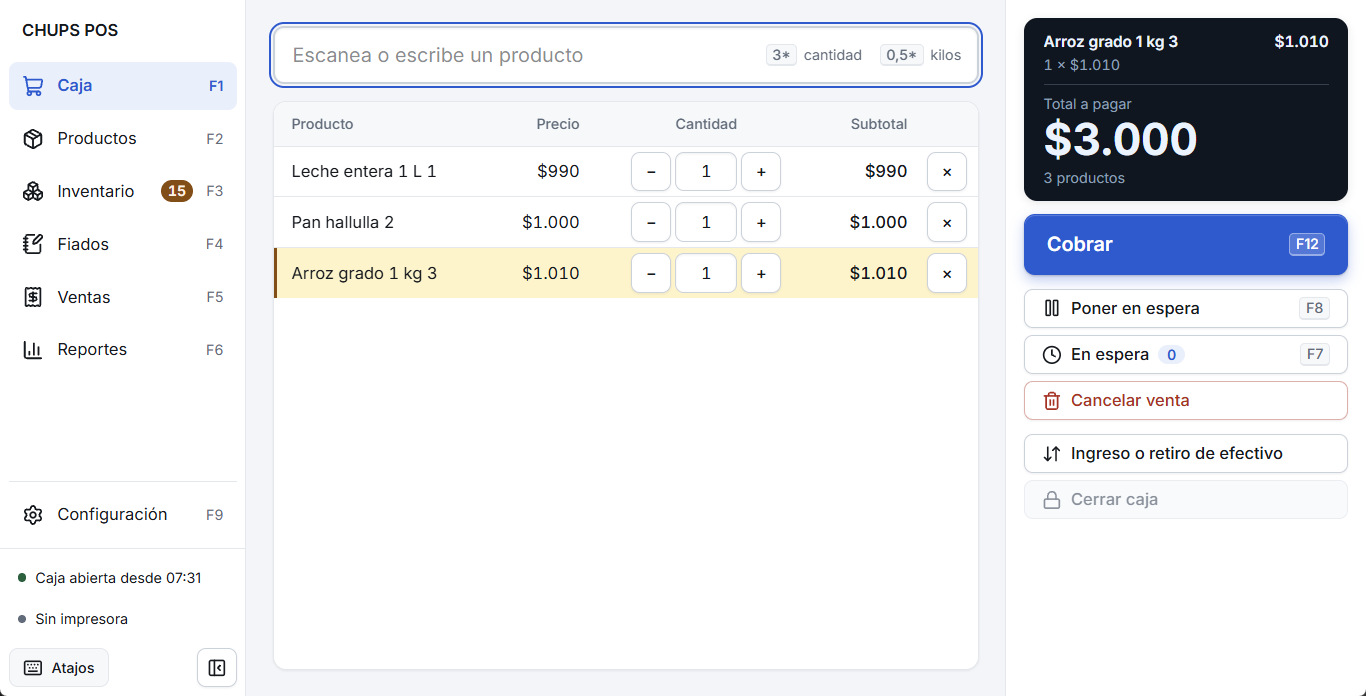 CHUPS POS
Caja F1
Productos F2
Inventario 15 F3
Fiados F4
Ventas F5
Reportes F6
Configuración F9
Caja abierta desde 07:31
Sin impresora
Atajos
Escanea o escribe un producto 3* cantidad 0,5* kilos
Producto Precio Cantidad Subtotal
Leche entera 1 L 1 $990 − 1 + $990 ×
Pan hallulla 2 $1.000 − 1 + $1.000 ×
Arroz grado 1 kg 3 $1.010 − 1 + $1.010 ×
Arroz grado 1 kg 3 $1.010
1 × $1.010
Total a pagar
$3.000
3 productos
Cobrar F12
Poner en espera F8
En espera 0 F7
Cancelar venta
Ingreso o retiro de efectivo
Cerrar caja